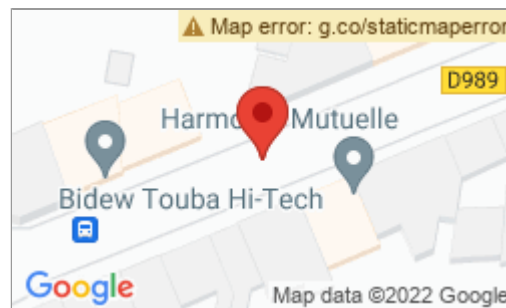 Map error: g.co/staticmaperror
D989
Harmo Mutuelle
Bidew Touba Hi-Tech
Google
Map data ©2022 Google